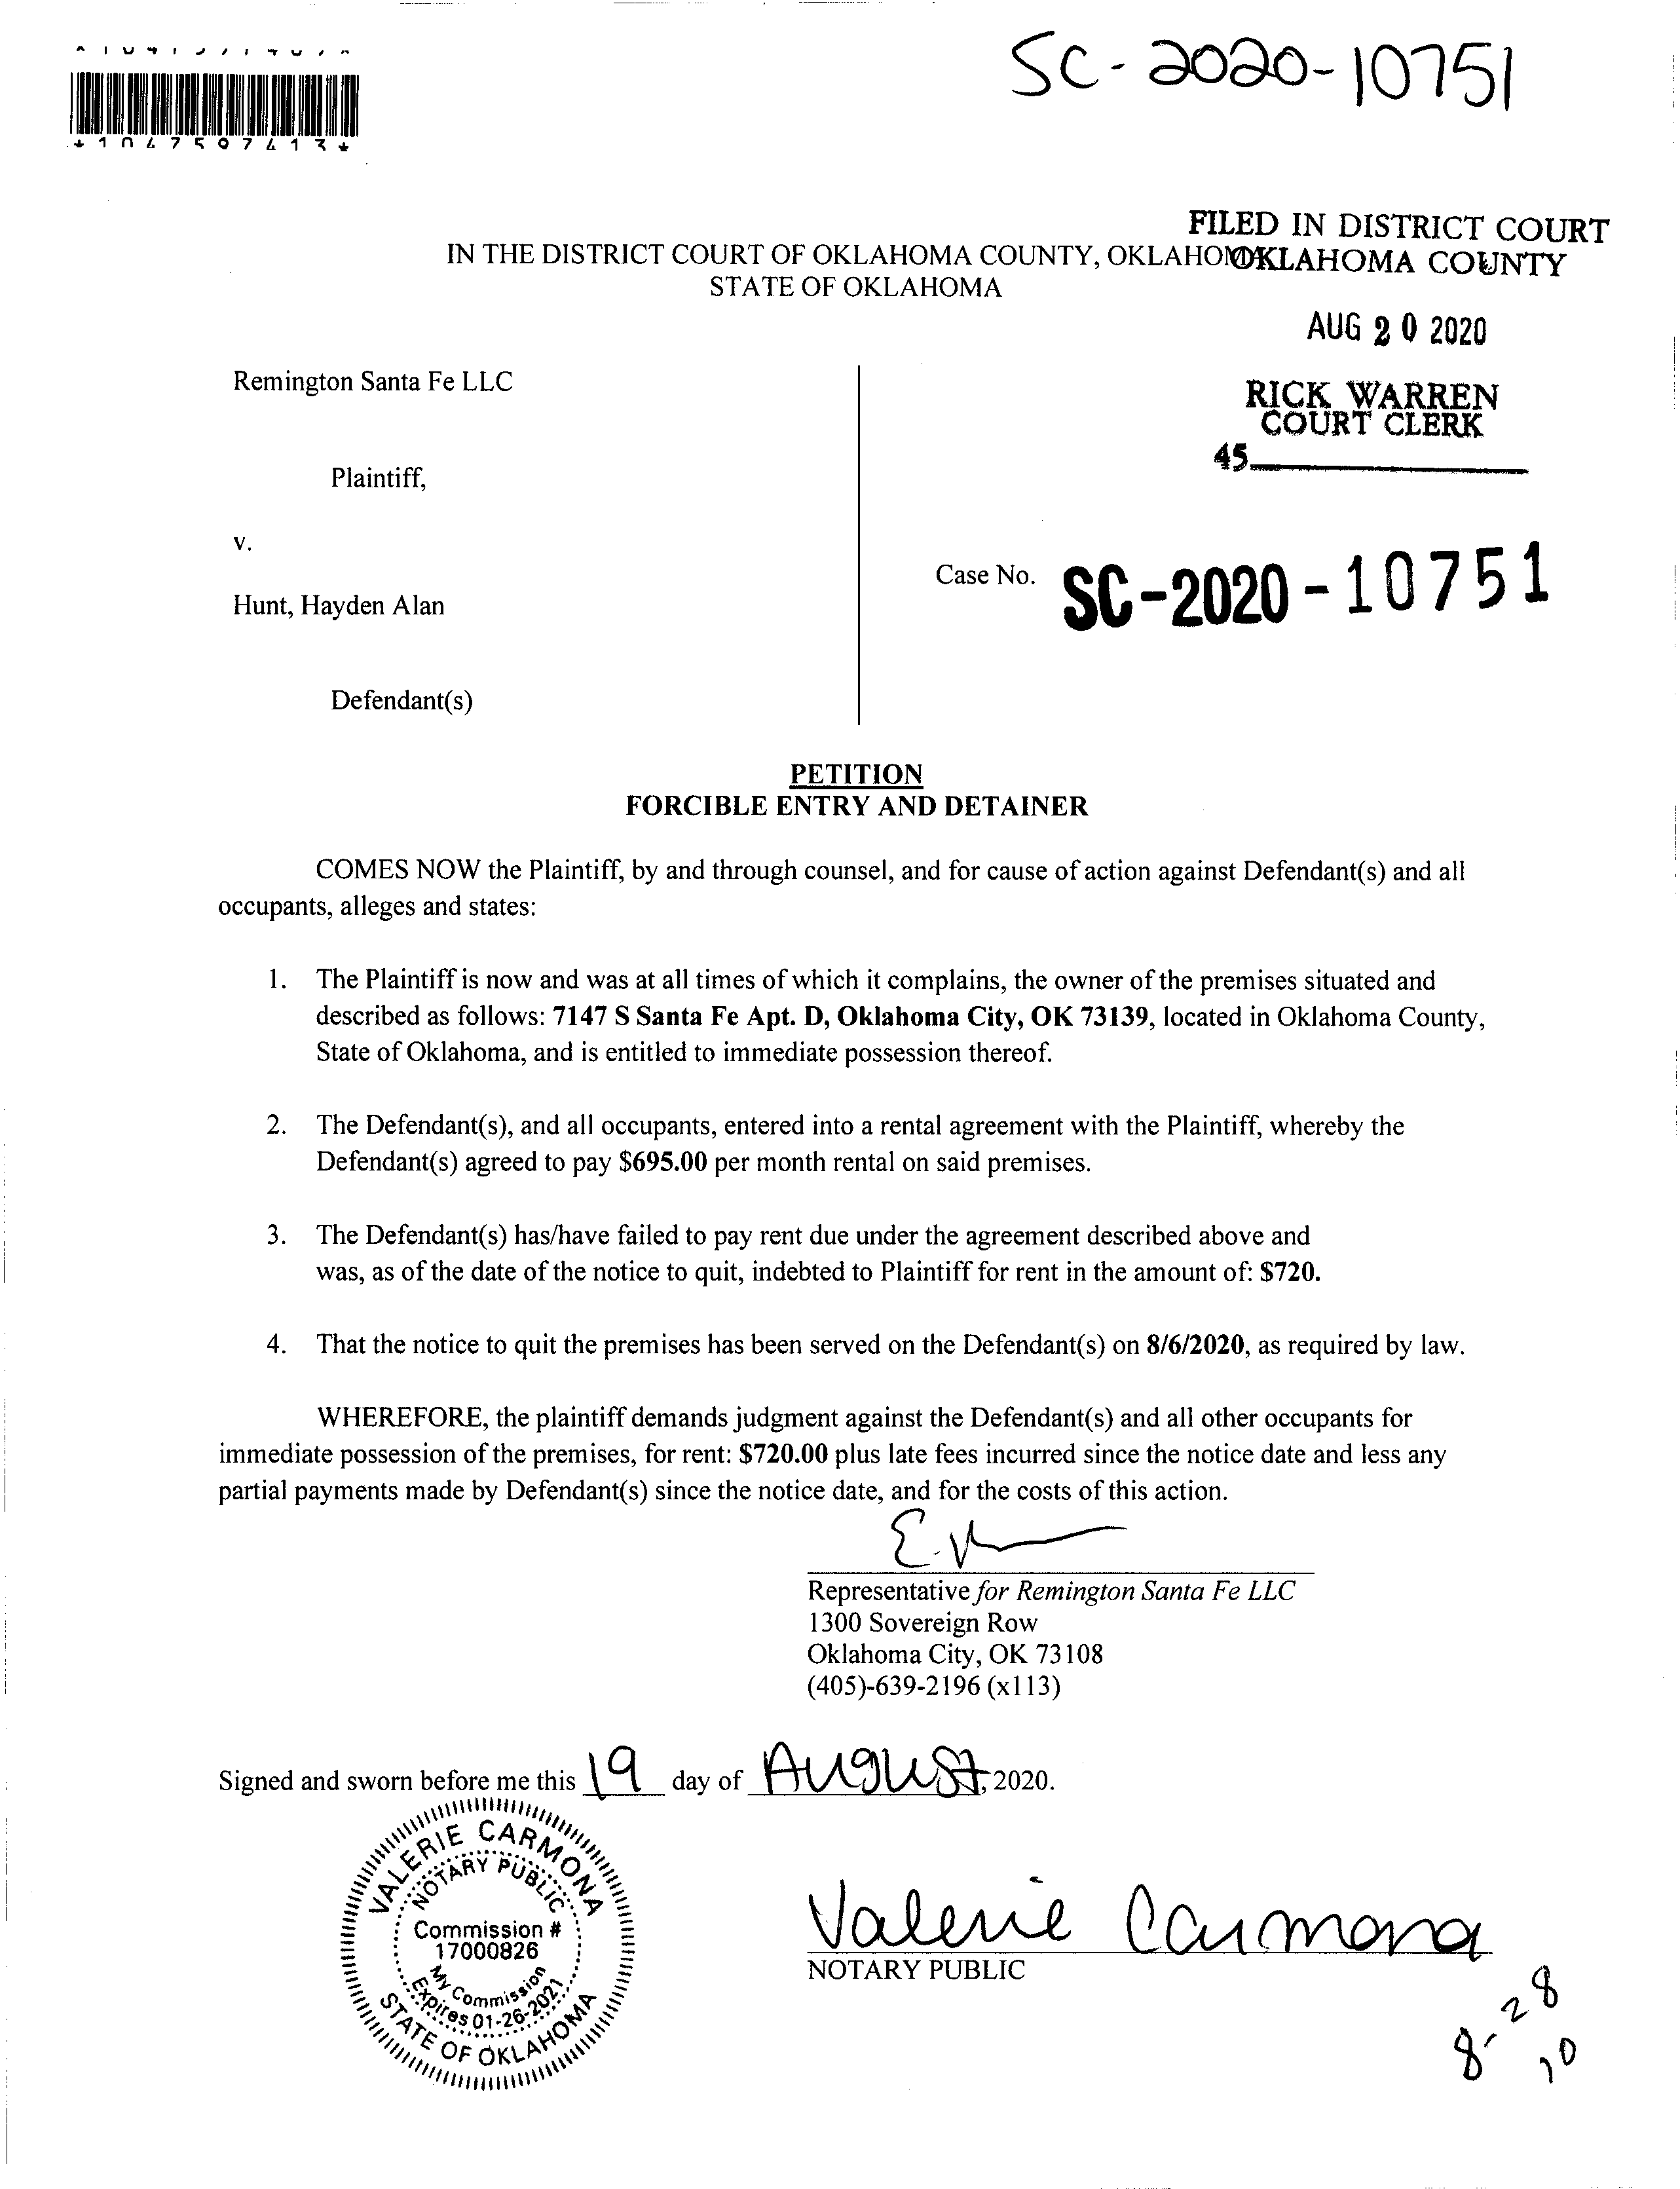 SC-2020-10751
FILED IN DISTRICT COURT
OKLAHOMA COUNTY
IN THE DISTRICT COURT OF OKLAHOMA COUNTY,
STATE OF OKLAHOMA
AUG 20 2020
RICK WARREN
COURT CLERK
45
Remington Santa Fe LLC
Plaintiff,
v.
Case No. SC-2020-10751
Hunt, Hayden Alan
Defendant(s)
PETITION
FORCIBLE ENTRY AND DETAINER
COMES NOW the Plaintiff, by and through counsel, and for cause of action against Defendant(s) and all
occupants, alleges and states:
1. The Plaintiff is now and was at all times of which it complains, the owner of the premises situated and
described as follows: 7147 S Santa Fe Apt. D, Oklahoma City, OK 73139, located in Oklahoma County,
State of Oklahoma, and is entitled to immediate possession thereof.
2. The Defendant(s), and all occupants, entered into a rental agreement with the Plaintiff, whereby the
Defendant(s) agreed to pay $695.00 per month rental on said premises.
3. The Defendant(s) has/have failed to pay rent due under the agreement described above and
was, as of the date of the notice to quit, indebted to Plaintiff for rent in the amount of: $720.
4. That the notice to quit the premises has been served on the Defendant(s) on 8/6/2020, as required by law.
WHEREFORE, the plaintiff demands judgment against the Defendant(s) and all other occupants for
immediate possession of the premises, for rent: $720.00 plus late fees incurred since the notice date and less any
partial payments made by Defendant(s) since the notice date, and for the costs of this action.
Representative for Remington Santa Fe LLC
1300 Sovereign Row
Oklahoma City, OK 73108
(405)-639-2196 (x113)
Signed and sworn before me this 19 day of August, 2020.
VALERIE CARMONA
NOTARY PUBLIC
Commission #
17000826
My Commission
Expires 01-26-2021
STATE OF OKLAHOMA
Valerie Carmona
NOTARY PUBLIC
8-28
10